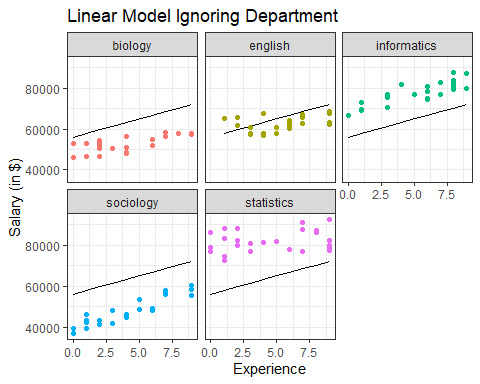 Linear Model Ignoring Department
biology
english
informatics
80000
60000
40000
0.0 2.5 5.0 7.5
sociology
statistics
80000
60000
40000
0.0 2.5 5.0 7.5
0.0 2.5 5.0 7.5
Salary (in $)
Experience